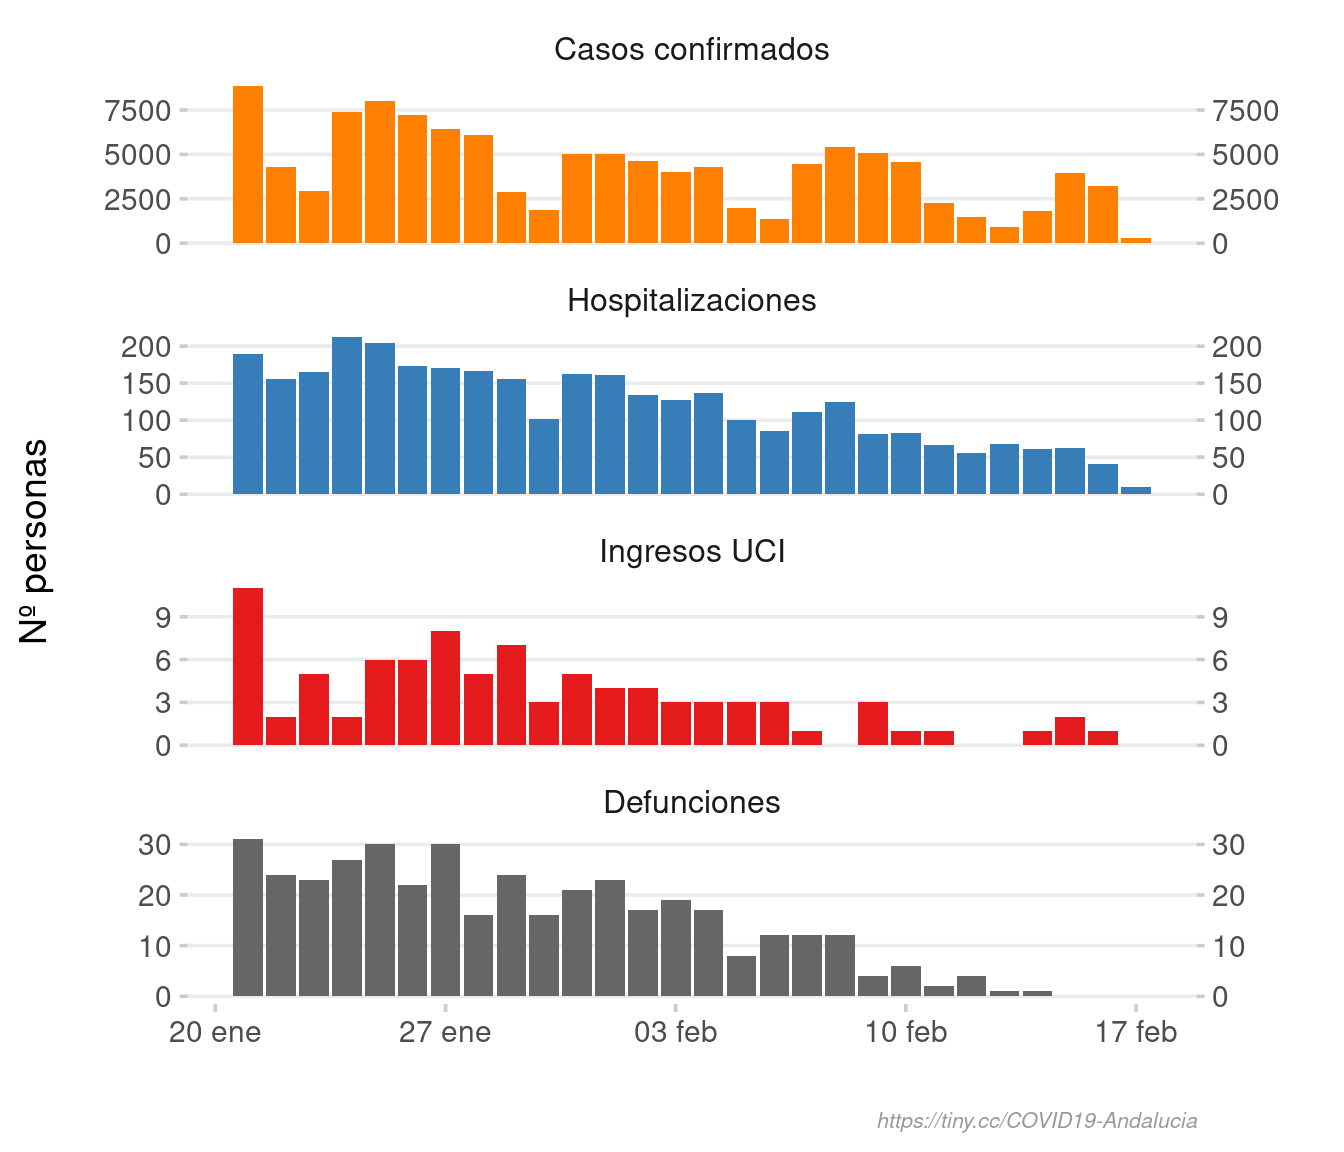 Casos confirmados
7500 7500
5000 5000
2500 2500
0 0
Hospitalizaciones
200 200
150 150
100 100
50 50
0 0
Nº personas
Ingresos UCI
9 9
6 6
3 3
0 0
Defunciones
30 30
20 20
10 10
0 0
20 ene 27 ene 03 feb 10 feb 17 feb
https://tiny.cc/COVID19-Andalucia